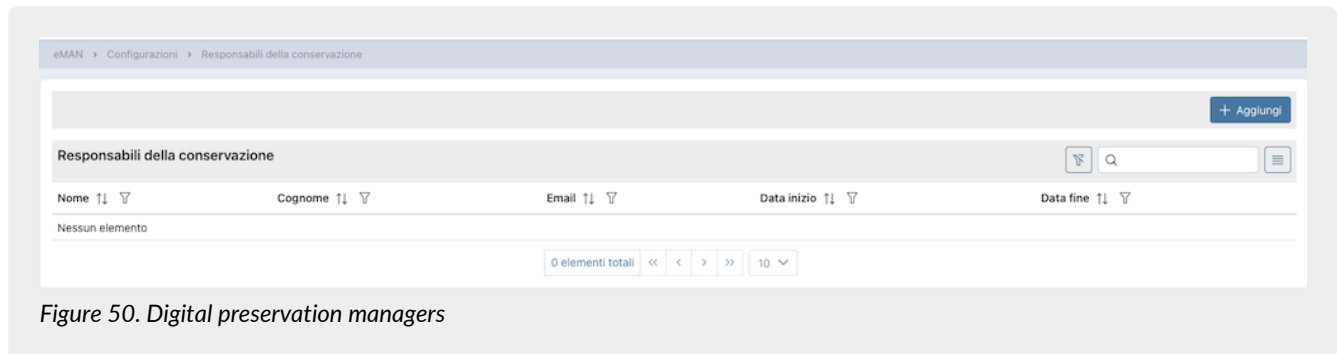 eMAN > Configurazioni > Responsabili della conservazione
+ Aggiungi
Responsabili della conservazione
Nome Cognome Email Data inizio Data fine
Nessun elemento
0 elementi totali << < > >> 10
Figure 50. Digital preservation managers